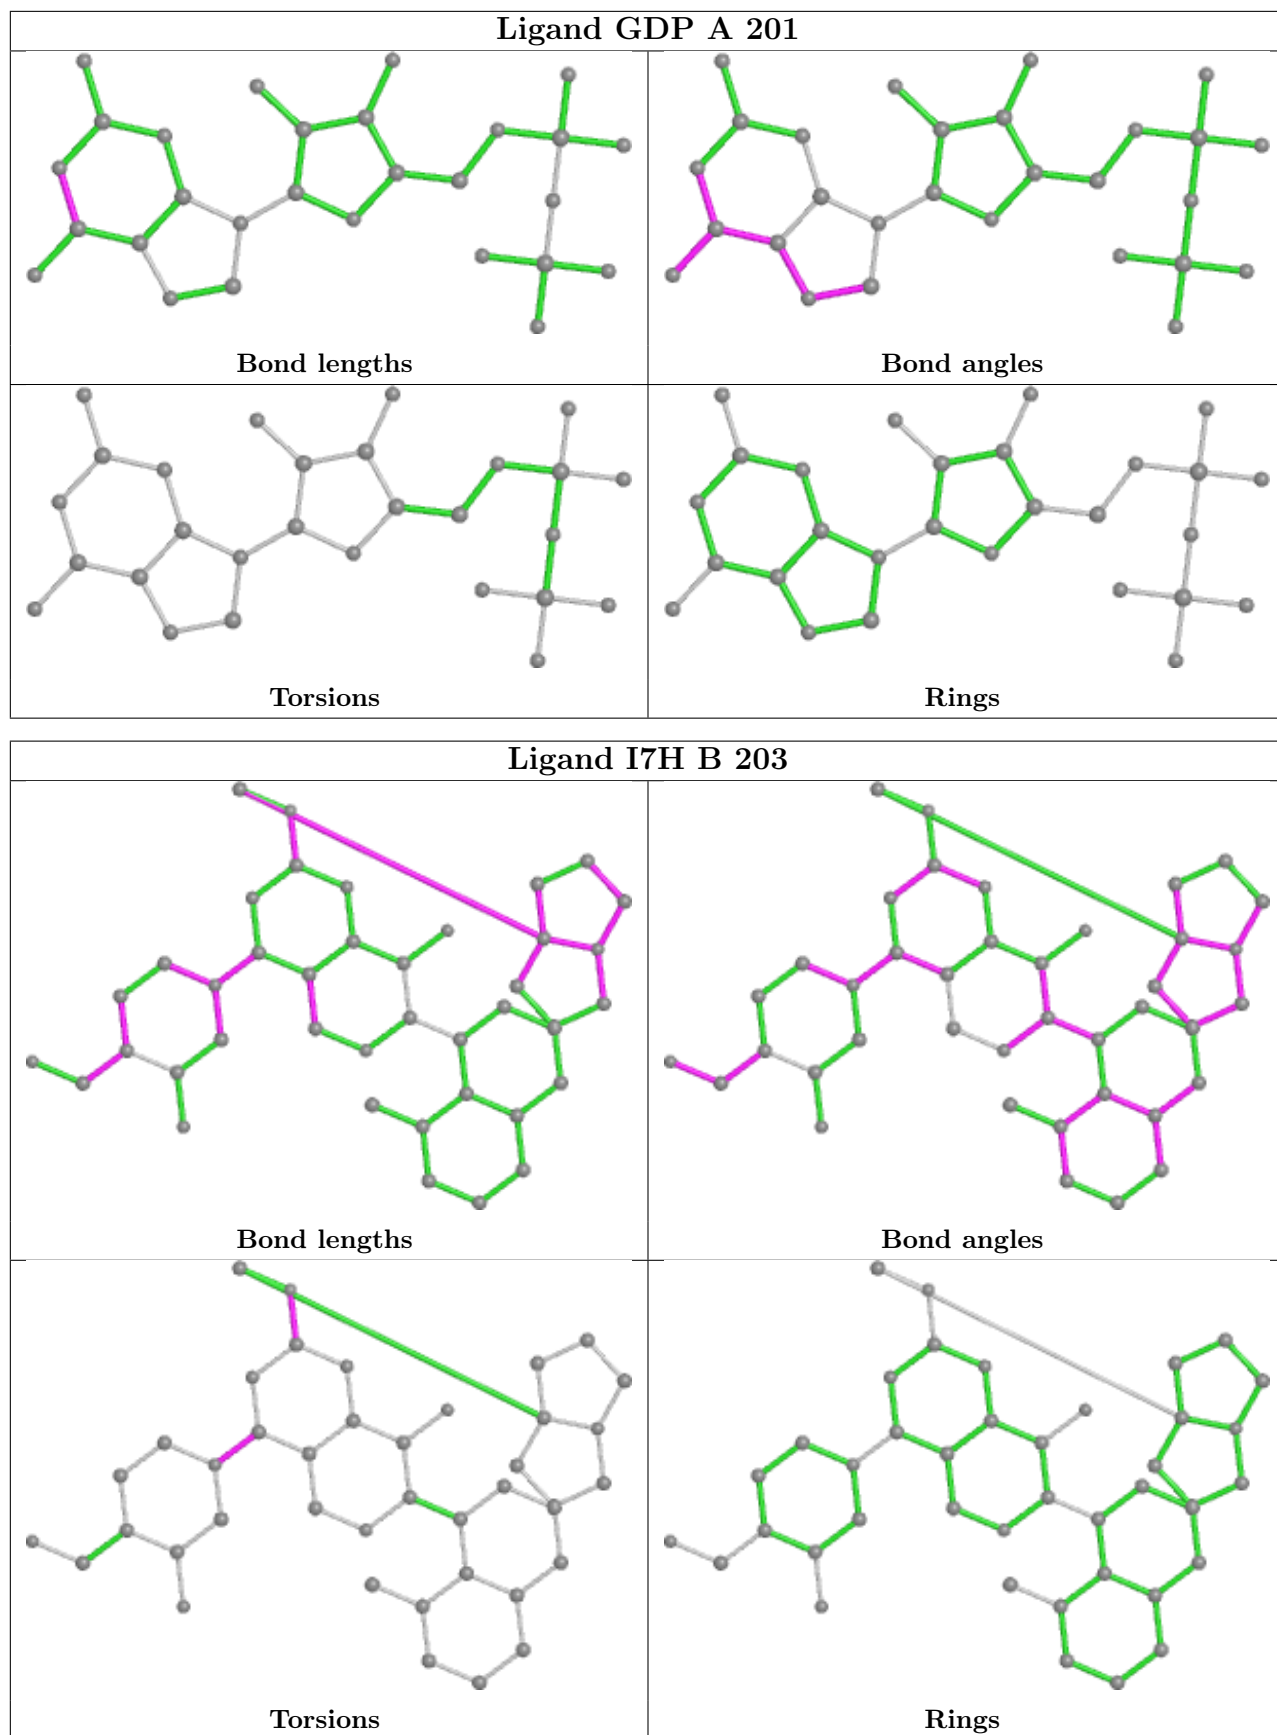 Ligand GDP A 201
Bond lengths
Bond angles
Torsions
Rings
Ligand I7H B 203
Bond lengths
Bond angles
Torsions
Rings